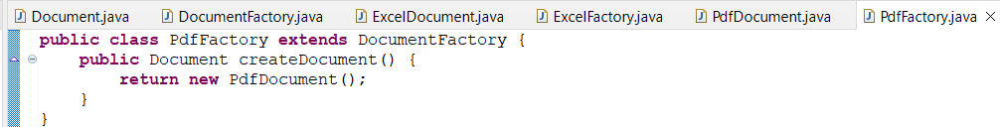 Document.java DocumentFactory.java ExcelDocument.java ExcelFactory.java PdfDocument.java PdfFactory.java
public class PdfFactory extends DocumentFactory {
    public Document createDocument() {
        return new PdfDocument();
    }
}